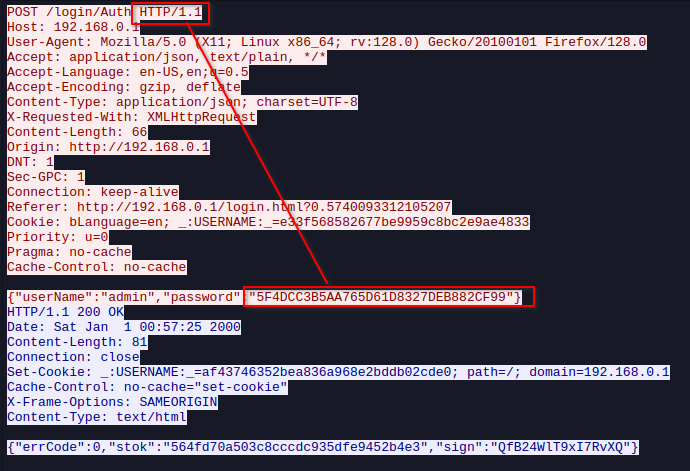 POST /login/Auth HTTP/1.1
Host: 192.168.0.1
User-Agent: Mozilla/5.0 (X11; Linux x86_64; rv:128.0) Gecko/20100101 Firefox/128.0
Accept: application/json, text/plain, */*
Accept-Language: en-US,en;q=0.5
Accept-Encoding: gzip, deflate
Content-Type: application/json; charset=UTF-8
X-Requested-With: XMLHttpRequest
Content-Length: 66
Origin: http://192.168.0.1
DNT: 1
Sec-GPC: 1
Connection: keep-alive
Referer: http://192.168.0.1/login.html?0.5740093312105207
Cookie: bLanguage=en; _:USERNAME:_=e33f568582677be9959c8bc2e9ae4833
Priority: u=0
Pragma: no-cache
Cache-Control: no-cache
{"userName":"admin","password":"5F4DCC3B5AA765D61D8327DEB882CF99"}
HTTP/1.1 200 OK
Date: Sat Jan  1 00:57:25 2000
Content-Length: 81
Connection: close
Set-Cookie: _:USERNAME:_=af43746352bea836a968e2bddb02cde0; path=/; domain=192.168.0.1
Cache-Control: no-cache="set-cookie"
X-Frame-Options: SAMEORIGIN
Content-Type: text/html
{"errCode":0,"stok":"564fd70a503c8cccdc935dfe9452b4e3","sign":"QfB24WlT9xI7RvXQ"}